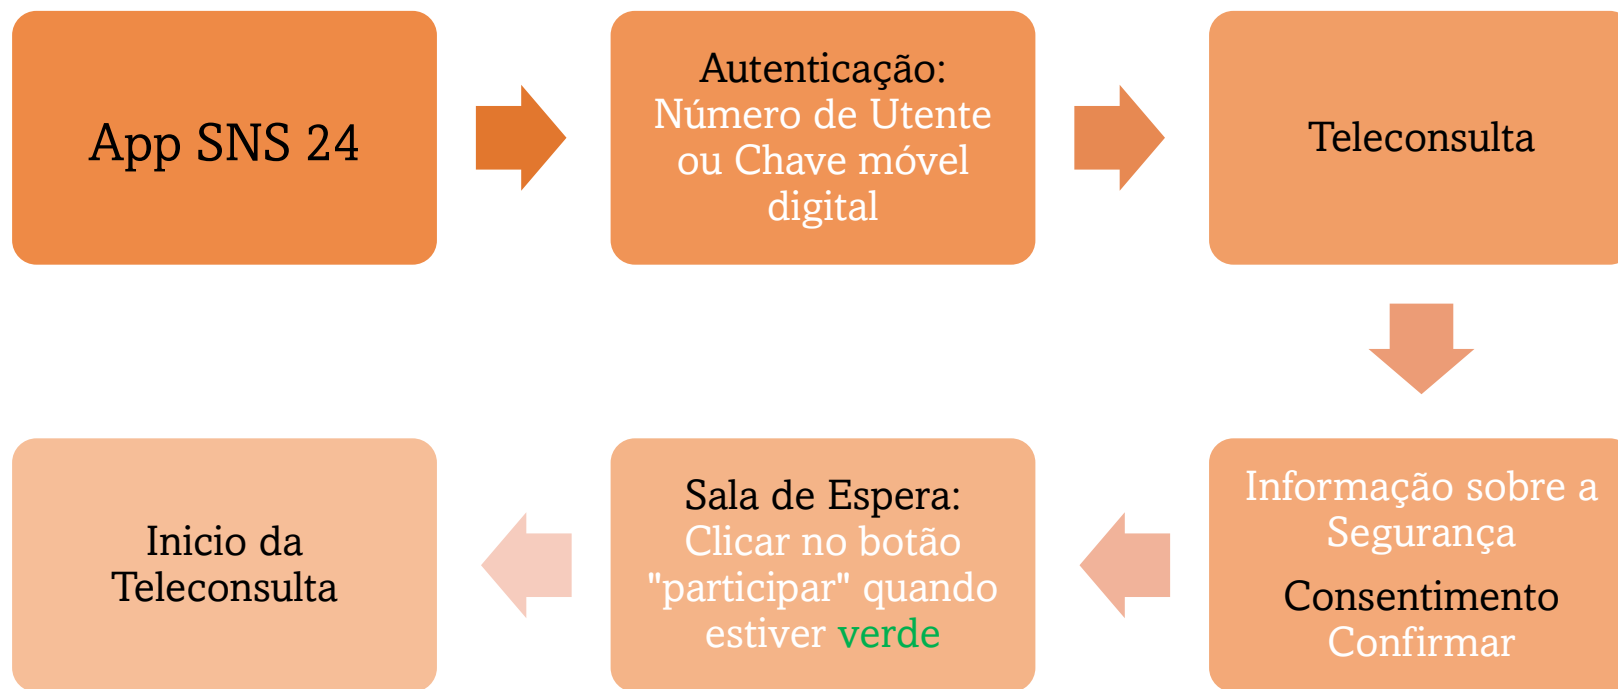 App SNS 24
Autenticação:
Número de Utente
ou Chave móvel
digital
Teleconsulta
Informação sobre a
Segurança
Consentimento
Confirmar
Sala de Espera:
Clicar no botão
"participar" quando
estiver verde
Inicio da
Teleconsulta